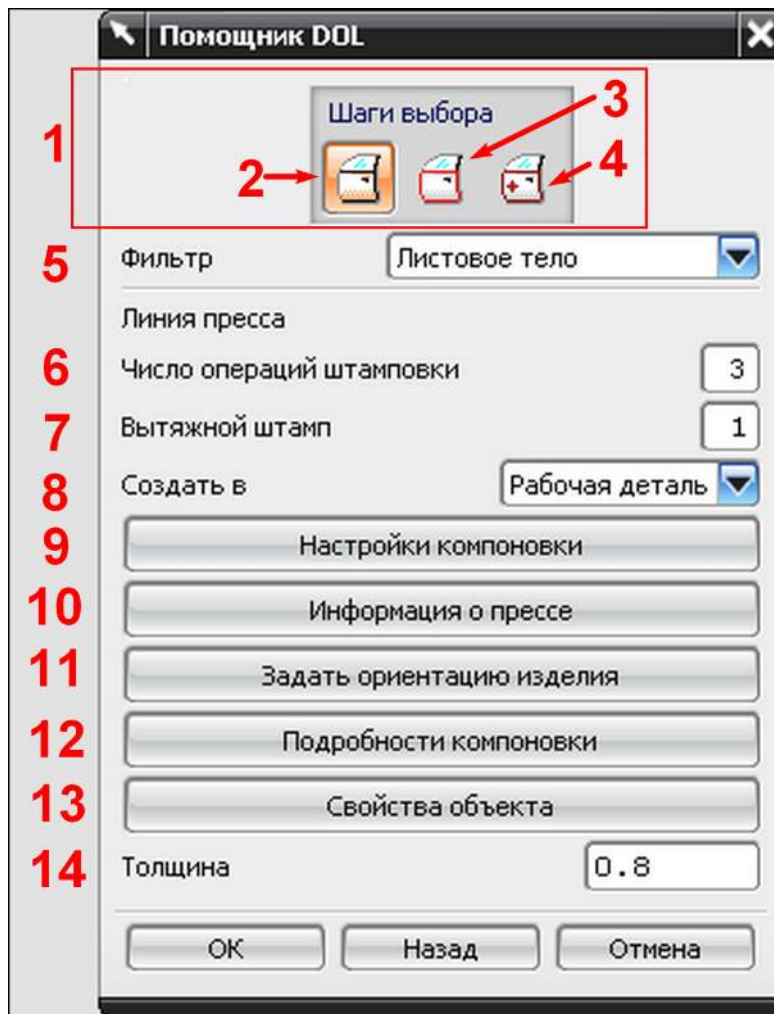 Помощник DOL
1
Шаги выбора
3
2
4
5 Фильтр Листовое тело
Линия пресса
6 Число операций штамповки 3
7 Вытяжной штамп 1
8 Создать в Рабочая деталь
9 Настройки компоновки
10 Информация о прессе
11 Задать ориентацию изделия
12 Подробности компоновки
13 Свойства объекта
14 Толщина 0.8
ОК Назад Отмена